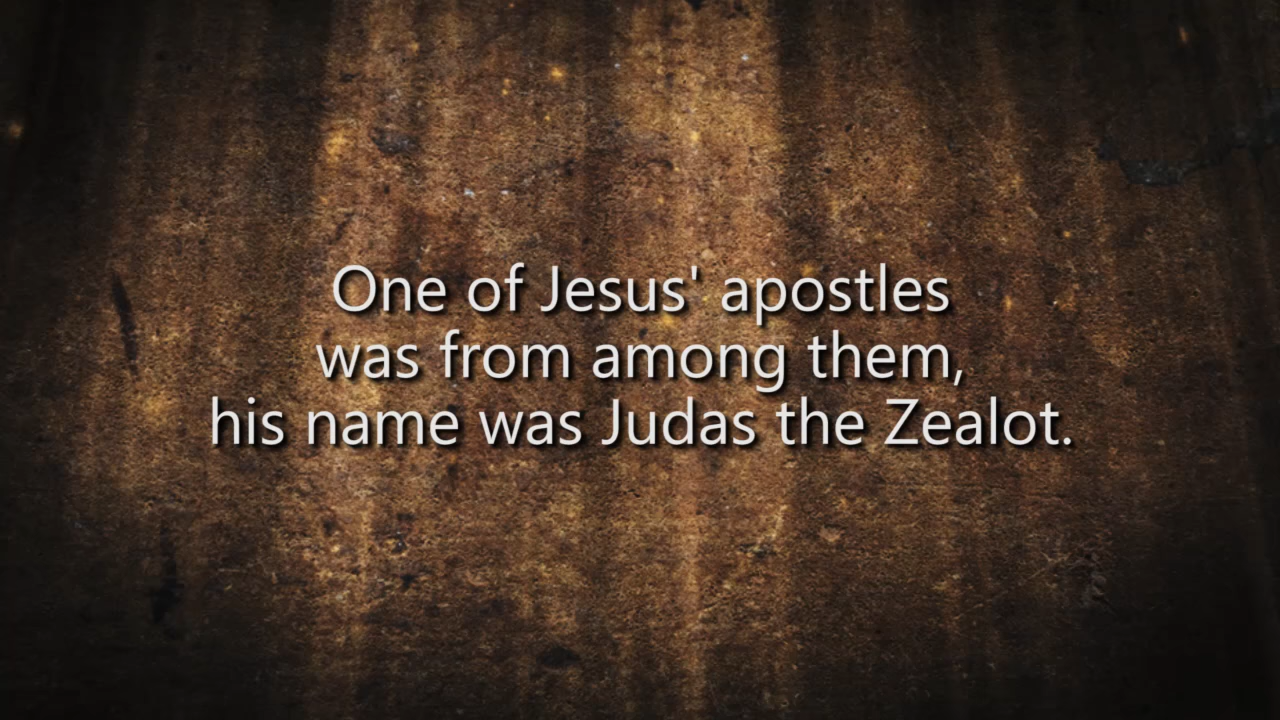 One of Jesus' apostles
was from among them,
his name was Judas the Zealot.